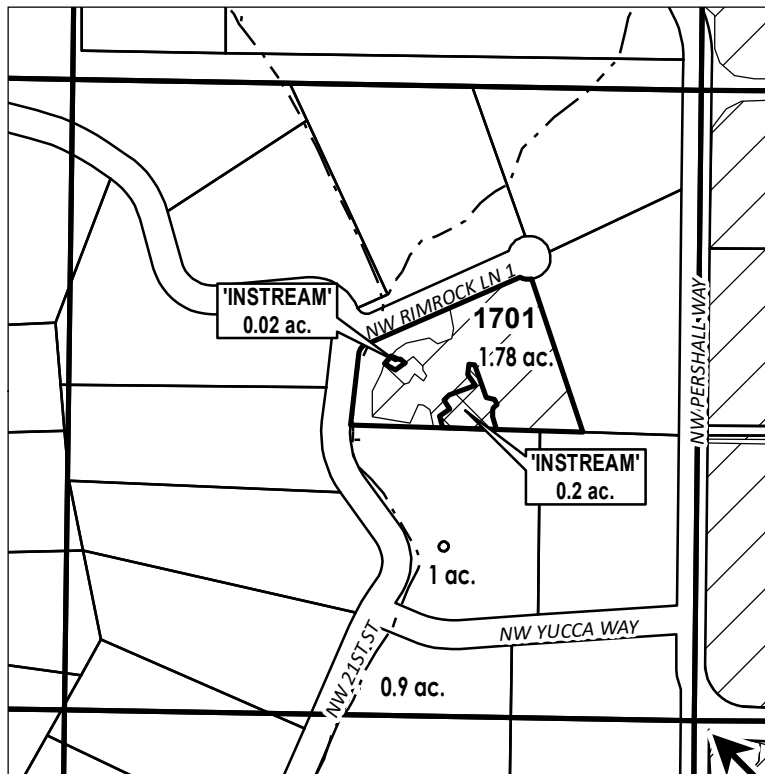 'INSTREAM'
0.02 ac.
NW RIMROCK LN 1
1701
1.78 ac.
NW PERSHALL WAY
'INSTREAM'
0.2 ac.
1 ac.
NW YUCCA WAY
NW 21ST ST
0.9 ac.